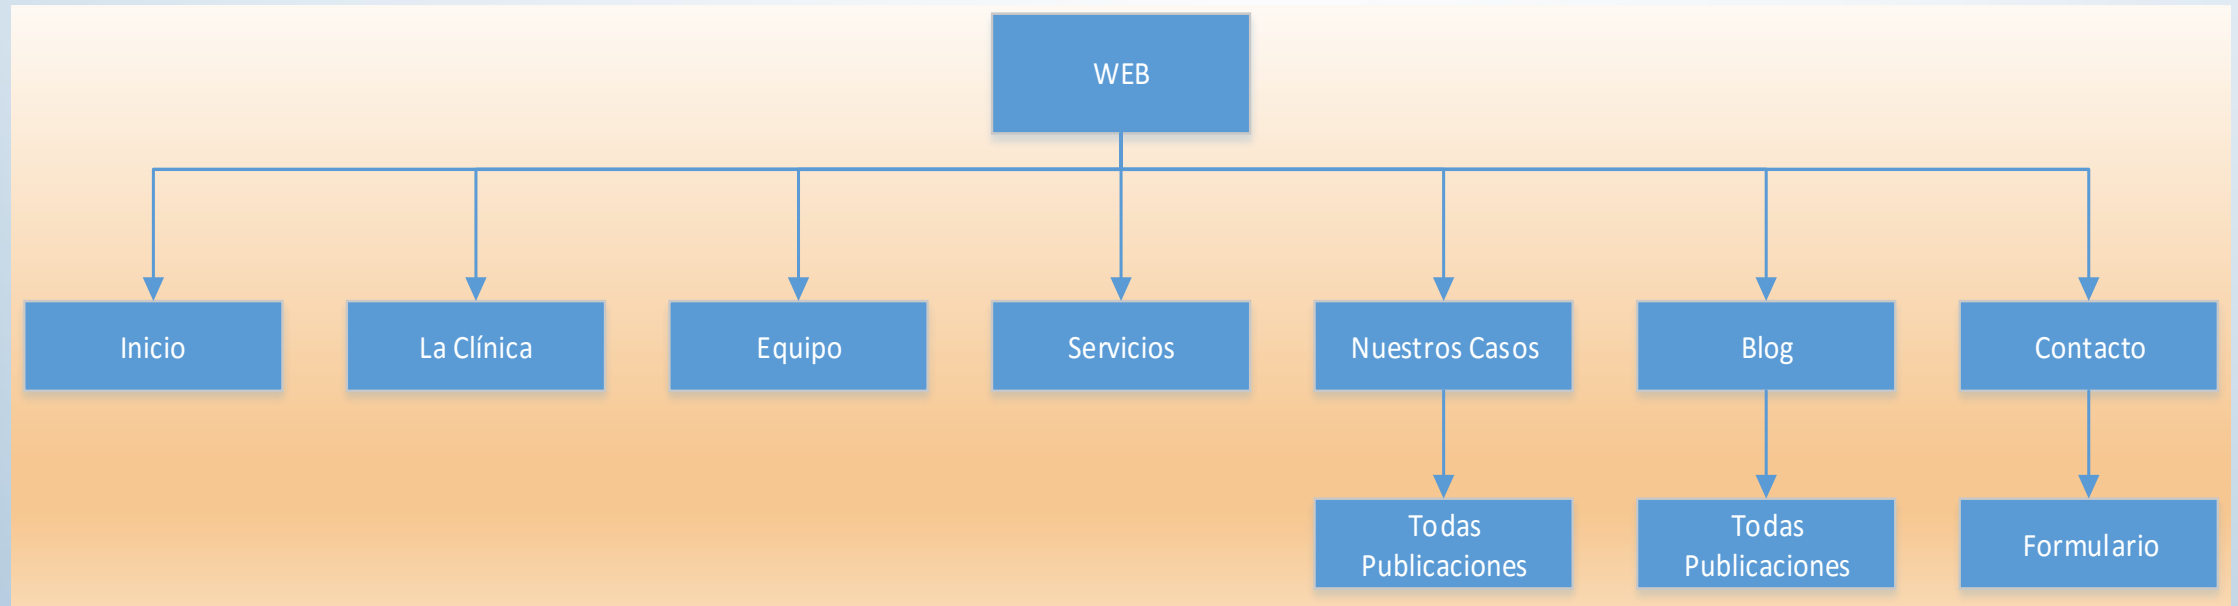 WEB
Inicio
La Clínica
Equipo
Servicios
Nuestros Casos
Blog
Contacto
Todas
Publicaciones
Todas
Publicaciones
Formulario